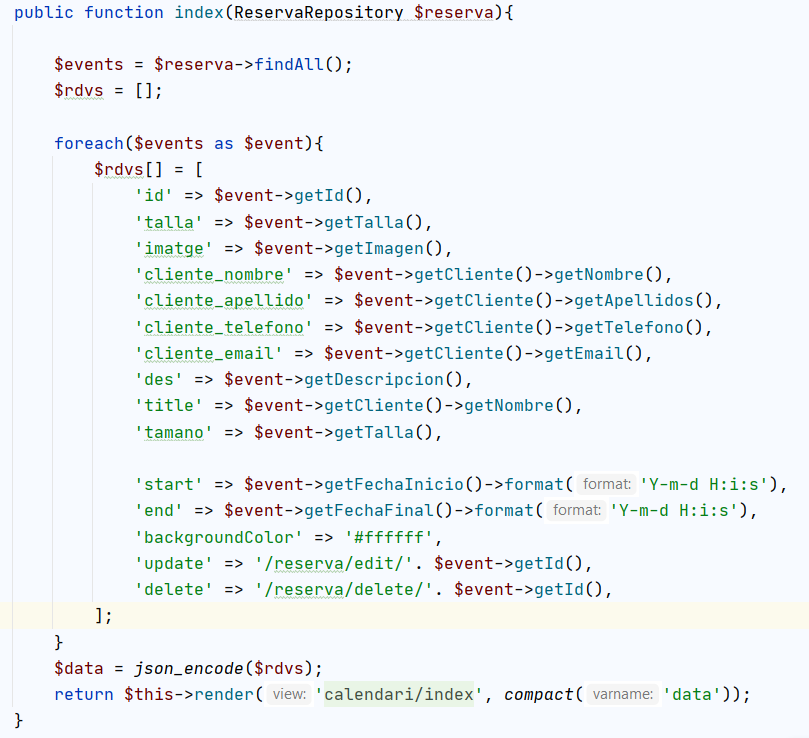 public function index(ReservaRepository $reserva){
$events = $reserva->findAll();
$rdvs = [];
foreach($events as $event){
$rdvs[] = [
'id' => $event->getId(),
'talla' => $event->getTalla(),
'imatge' => $event->getImagen(),
'cliente_nombre' => $event->getCliente()->getNombre(),
'cliente_apellido' => $event->getCliente()->getApellidos(),
'cliente_telefono' => $event->getCliente()->getTelefono(),
'cliente_email' => $event->getCliente()->getEmail(),
'des' => $event->getDescripcion(),
'title' => $event->getCliente()->getNombre(),
'tamano' => $event->getTalla(),
'start' => $event->getFechaInicio()->format( format: 'Y-m-d H:i:s'),
'end' => $event->getFechaFinal()->format( format: 'Y-m-d H:i:s'),
'backgroundColor' => '#ffffff',
'update' => '/reserva/edit/'. $event->getId(),
'delete' => '/reserva/delete/'. $event->getId(),
];
}
$data = json_encode($rdvs);
return $this->render( view: 'calendari/index', compact( varname: 'data'));
}